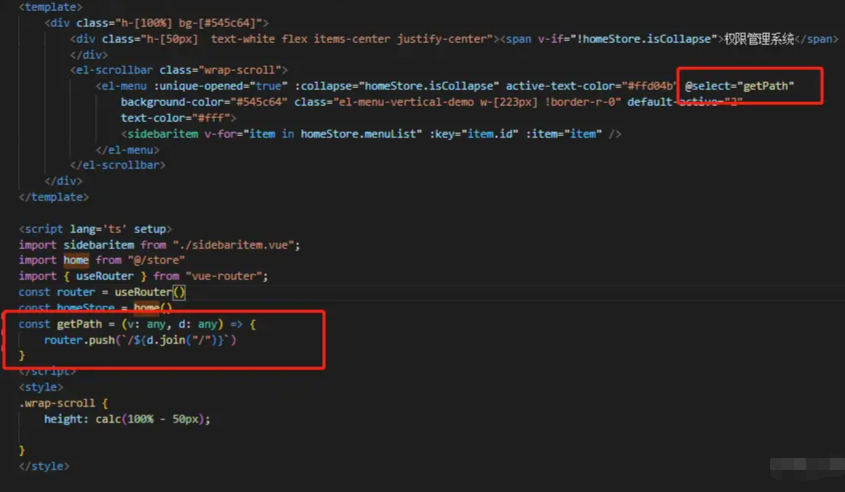 <template>
<div class="h-[100%] bg-[#545c64]">
<div class="h-[50px]  text-white flex items-center justify-center"><span v-if="!homeStore.isCollapse">权限管理系统</span>
</div>
<el-scrollbar class="wrap-scroll">
<el-menu :unique-opened="true" :collapse="homeStore.isCollapse" active-text-color="#ffd04b" @select="getPath"
background-color="#545c64" class="el-menu-vertical-demo w-[223px] !border-r-0" default-active="2"
text-color="#fff">
<sidebaritem v-for="item in homeStore.menuList" :key="item.id" :item="item" />
</el-menu>
</el-scrollbar>
</div>
</template>
<script lang='ts' setup>
import sidebaritem from "./sidebaritem.vue";
import home from "@/store"
import { useRouter } from "vue-router";
const router = useRouter()
const homeStore = home()
const getPath = (v: any, d: any) => {
router.push(`/${d.join("/")}`)
}
</script>
<style>
.wrap-scroll {
height: calc(100% - 50px);
}
</style>